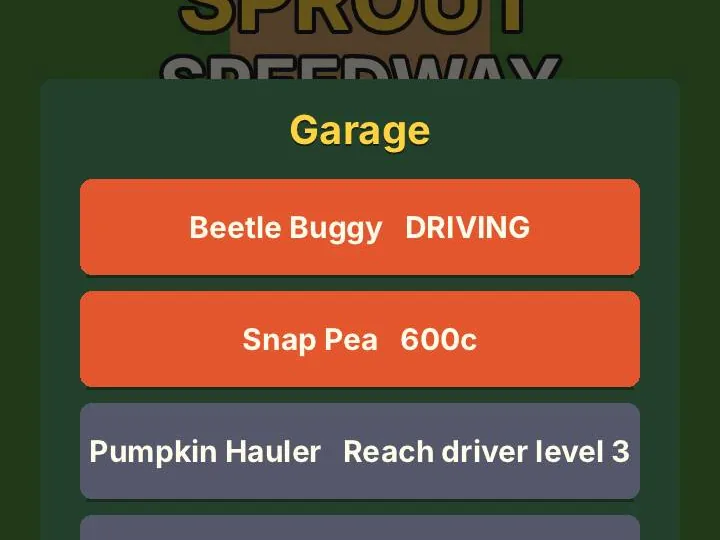 SPROUT
SPEEDWAY
Garage
Beetle Buggy DRIVING
Snap Pea 600c
Pumpkin Hauler Reach driver level 3